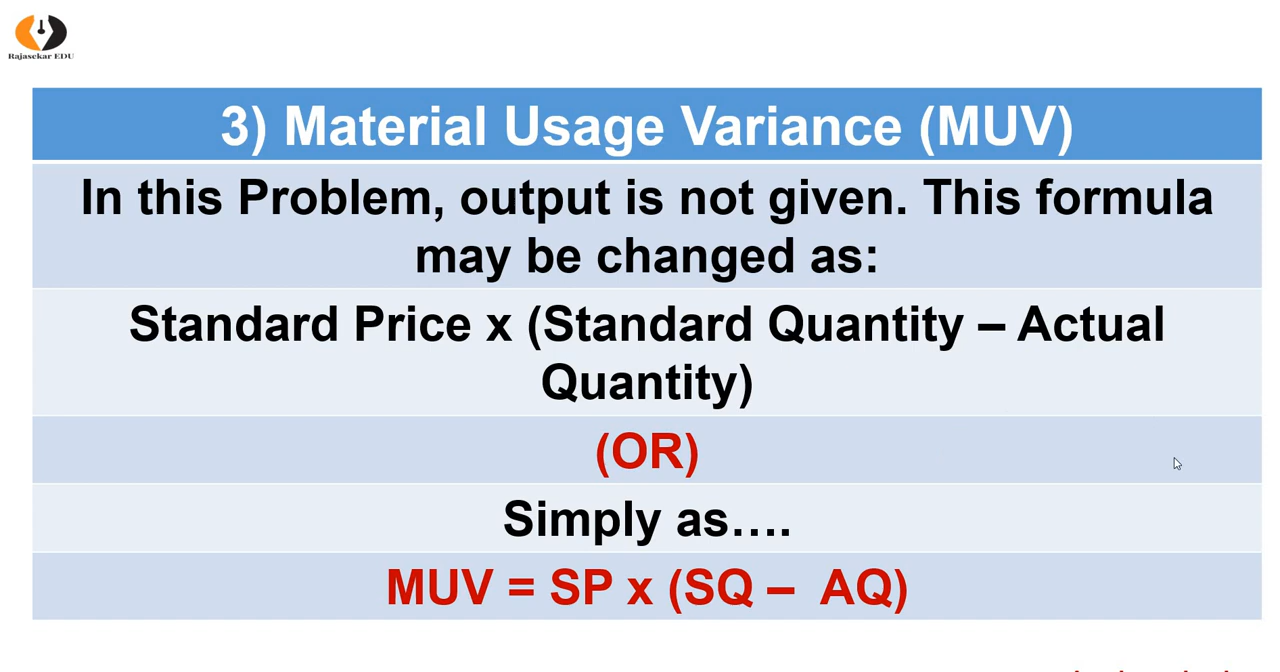 Rajasekar EDU
3) Material Usage Variance (MUV)
In this Problem, output is not given. This formula
may be changed as:
Standard Price x (Standard Quantity – Actual
Quantity)
(OR)
Simply as....
MUV = SP x (SQ – AQ)